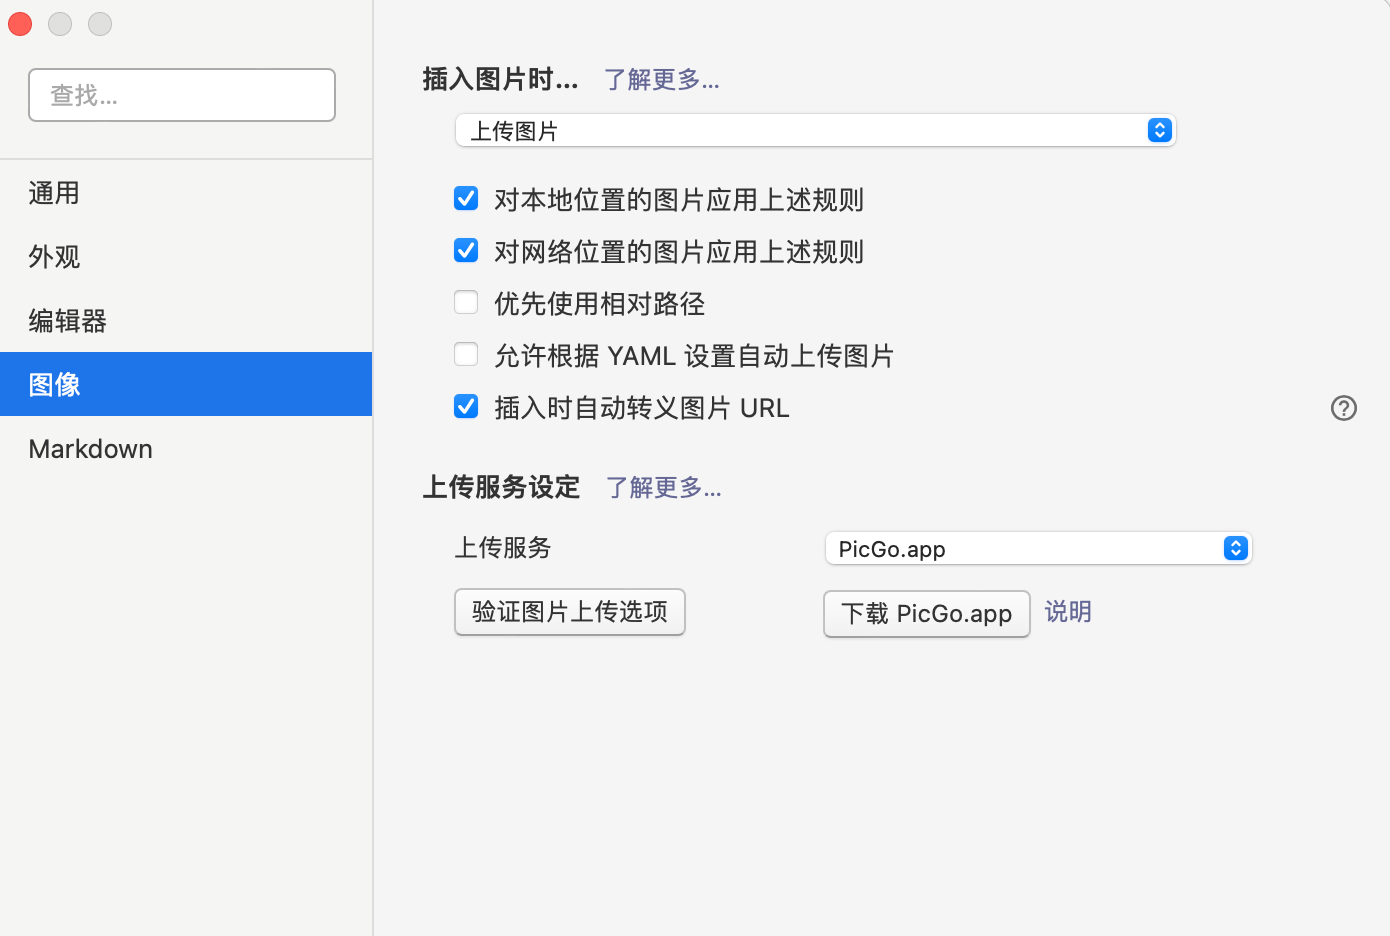 查找...
通用
外观
编辑器
图像
Markdown
插入图片时... 了解更多...
上传图片
对本地位置的图片应用上述规则
对网络位置的图片应用上述规则
优先使用相对路径
允许根据 YAML 设置自动上传图片
插入时自动转义图片 URL
?
上传服务设定 了解更多...
上传服务 PicGo.app
验证图片上传选项 下载 PicGo.app 说明